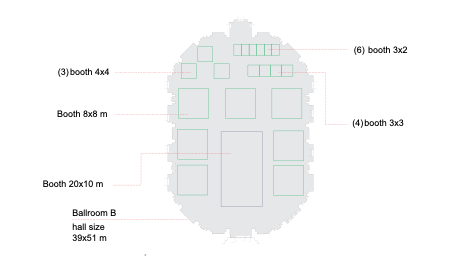 (6) booth 3x2
(3) booth 4x4
Booth 8x8 m
(4) booth 3x3
Booth 20x10 m
Ballroom B
hall size
39x51 m